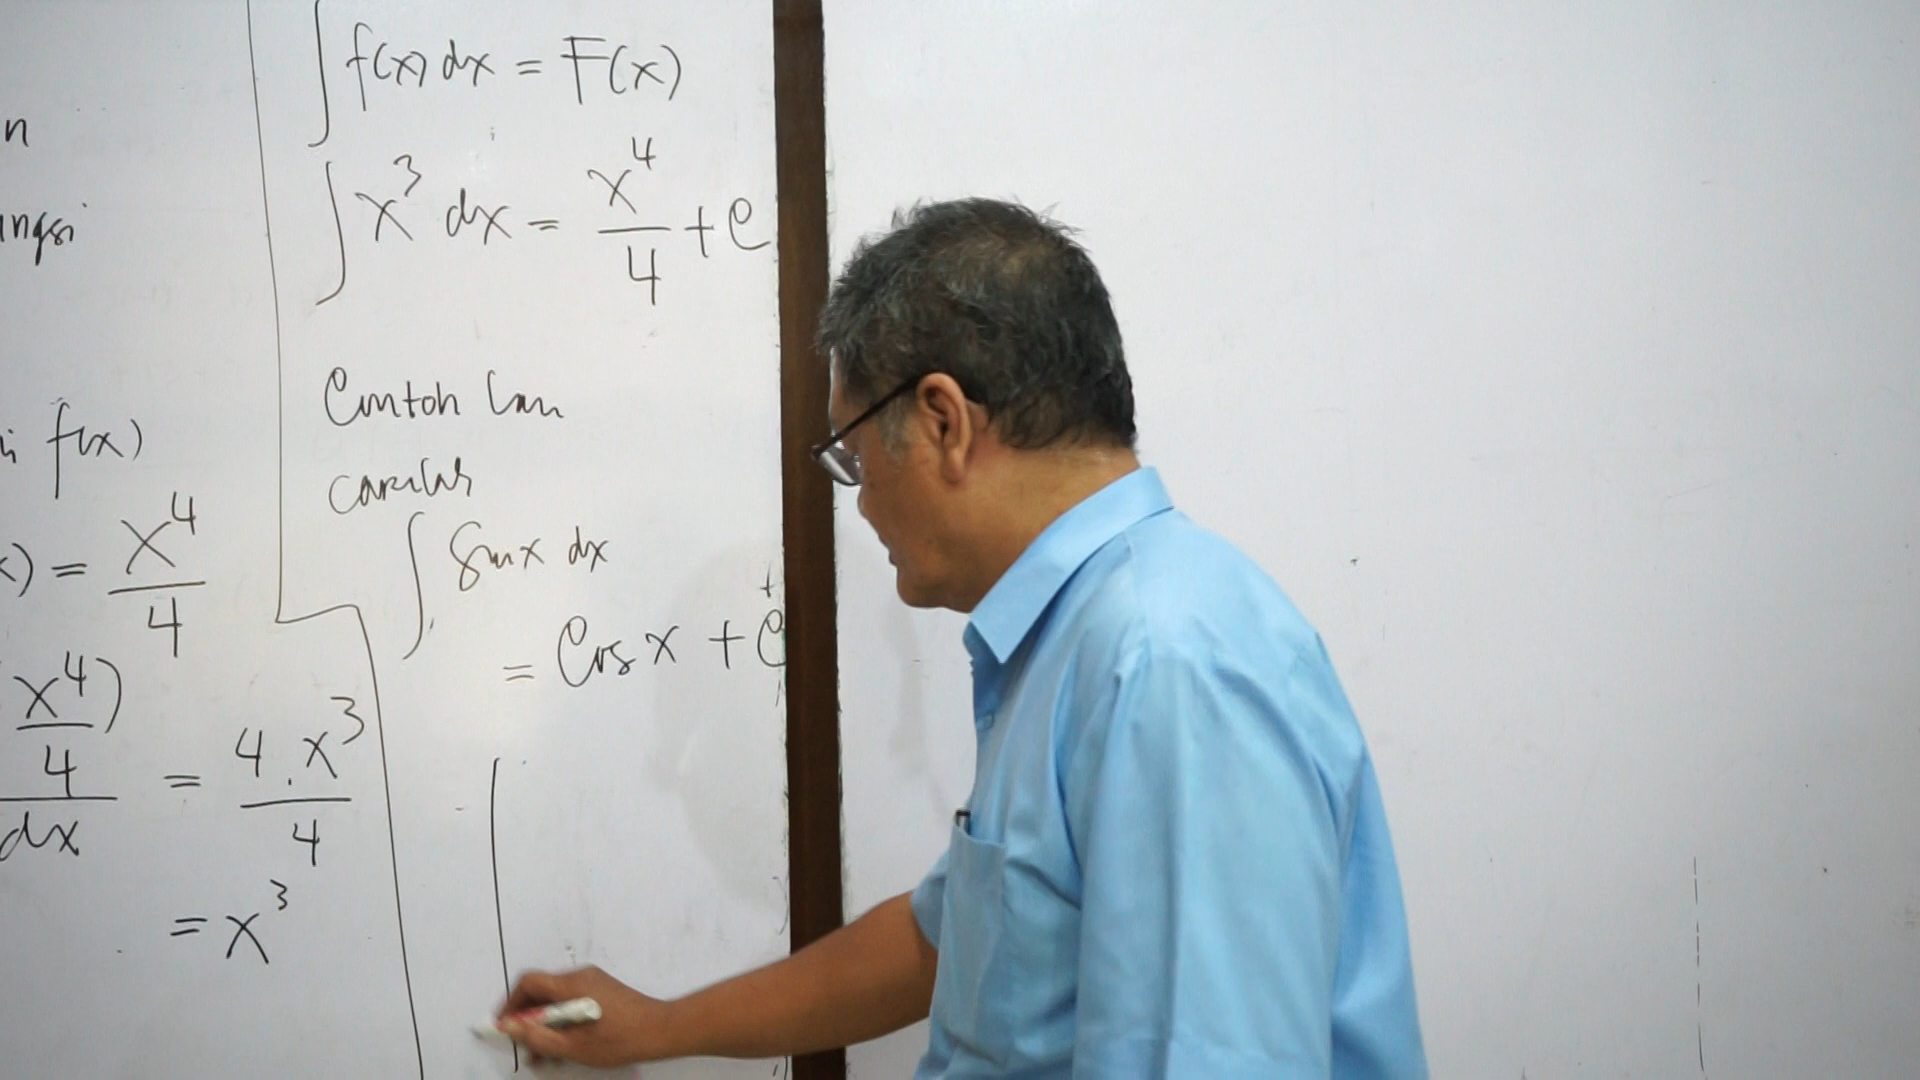 n
ngsi
f(x)
) = x⁴/4
x⁴/4) / dx = 4.x³/4
= x³
∫ f(x) dx = F(x)
∫ x³ dx = x⁴/4 + C
Contoh lain
carilah
∫ Sin x dx
= Cos x + C